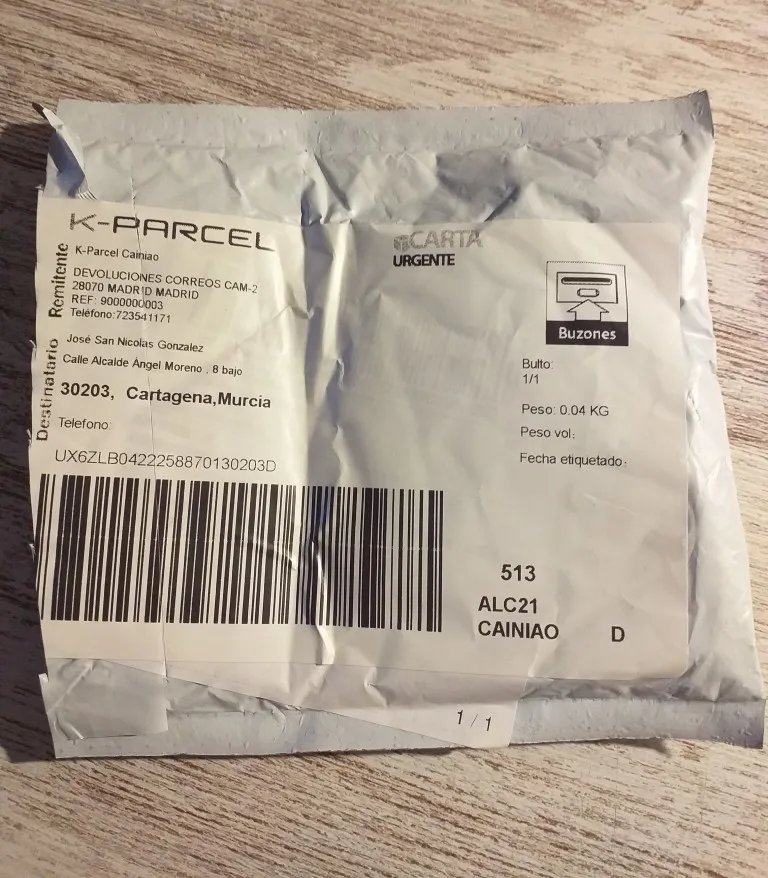 K-PARCEL
Remitente
K-Parcel Cainiao
DEVOLUCIONES CORREOS CAM-2
28070 MADRID MADRID
REF: 9000000003
Teléfono:723541171
Destinatario
José San Nicolas Gonzalez
Calle Alcalde Ángel Moreno , 8 bajo
30203, Cartagena,Murcia
Telefono
UX6ZLB0422258870130203D
CARTA
URGENTE
Buzones
Bulto:
1/1
Peso: 0.04 KG
Peso vol:
Fecha etiquetado:
513
ALC21
CAINIAO D
1 / 1